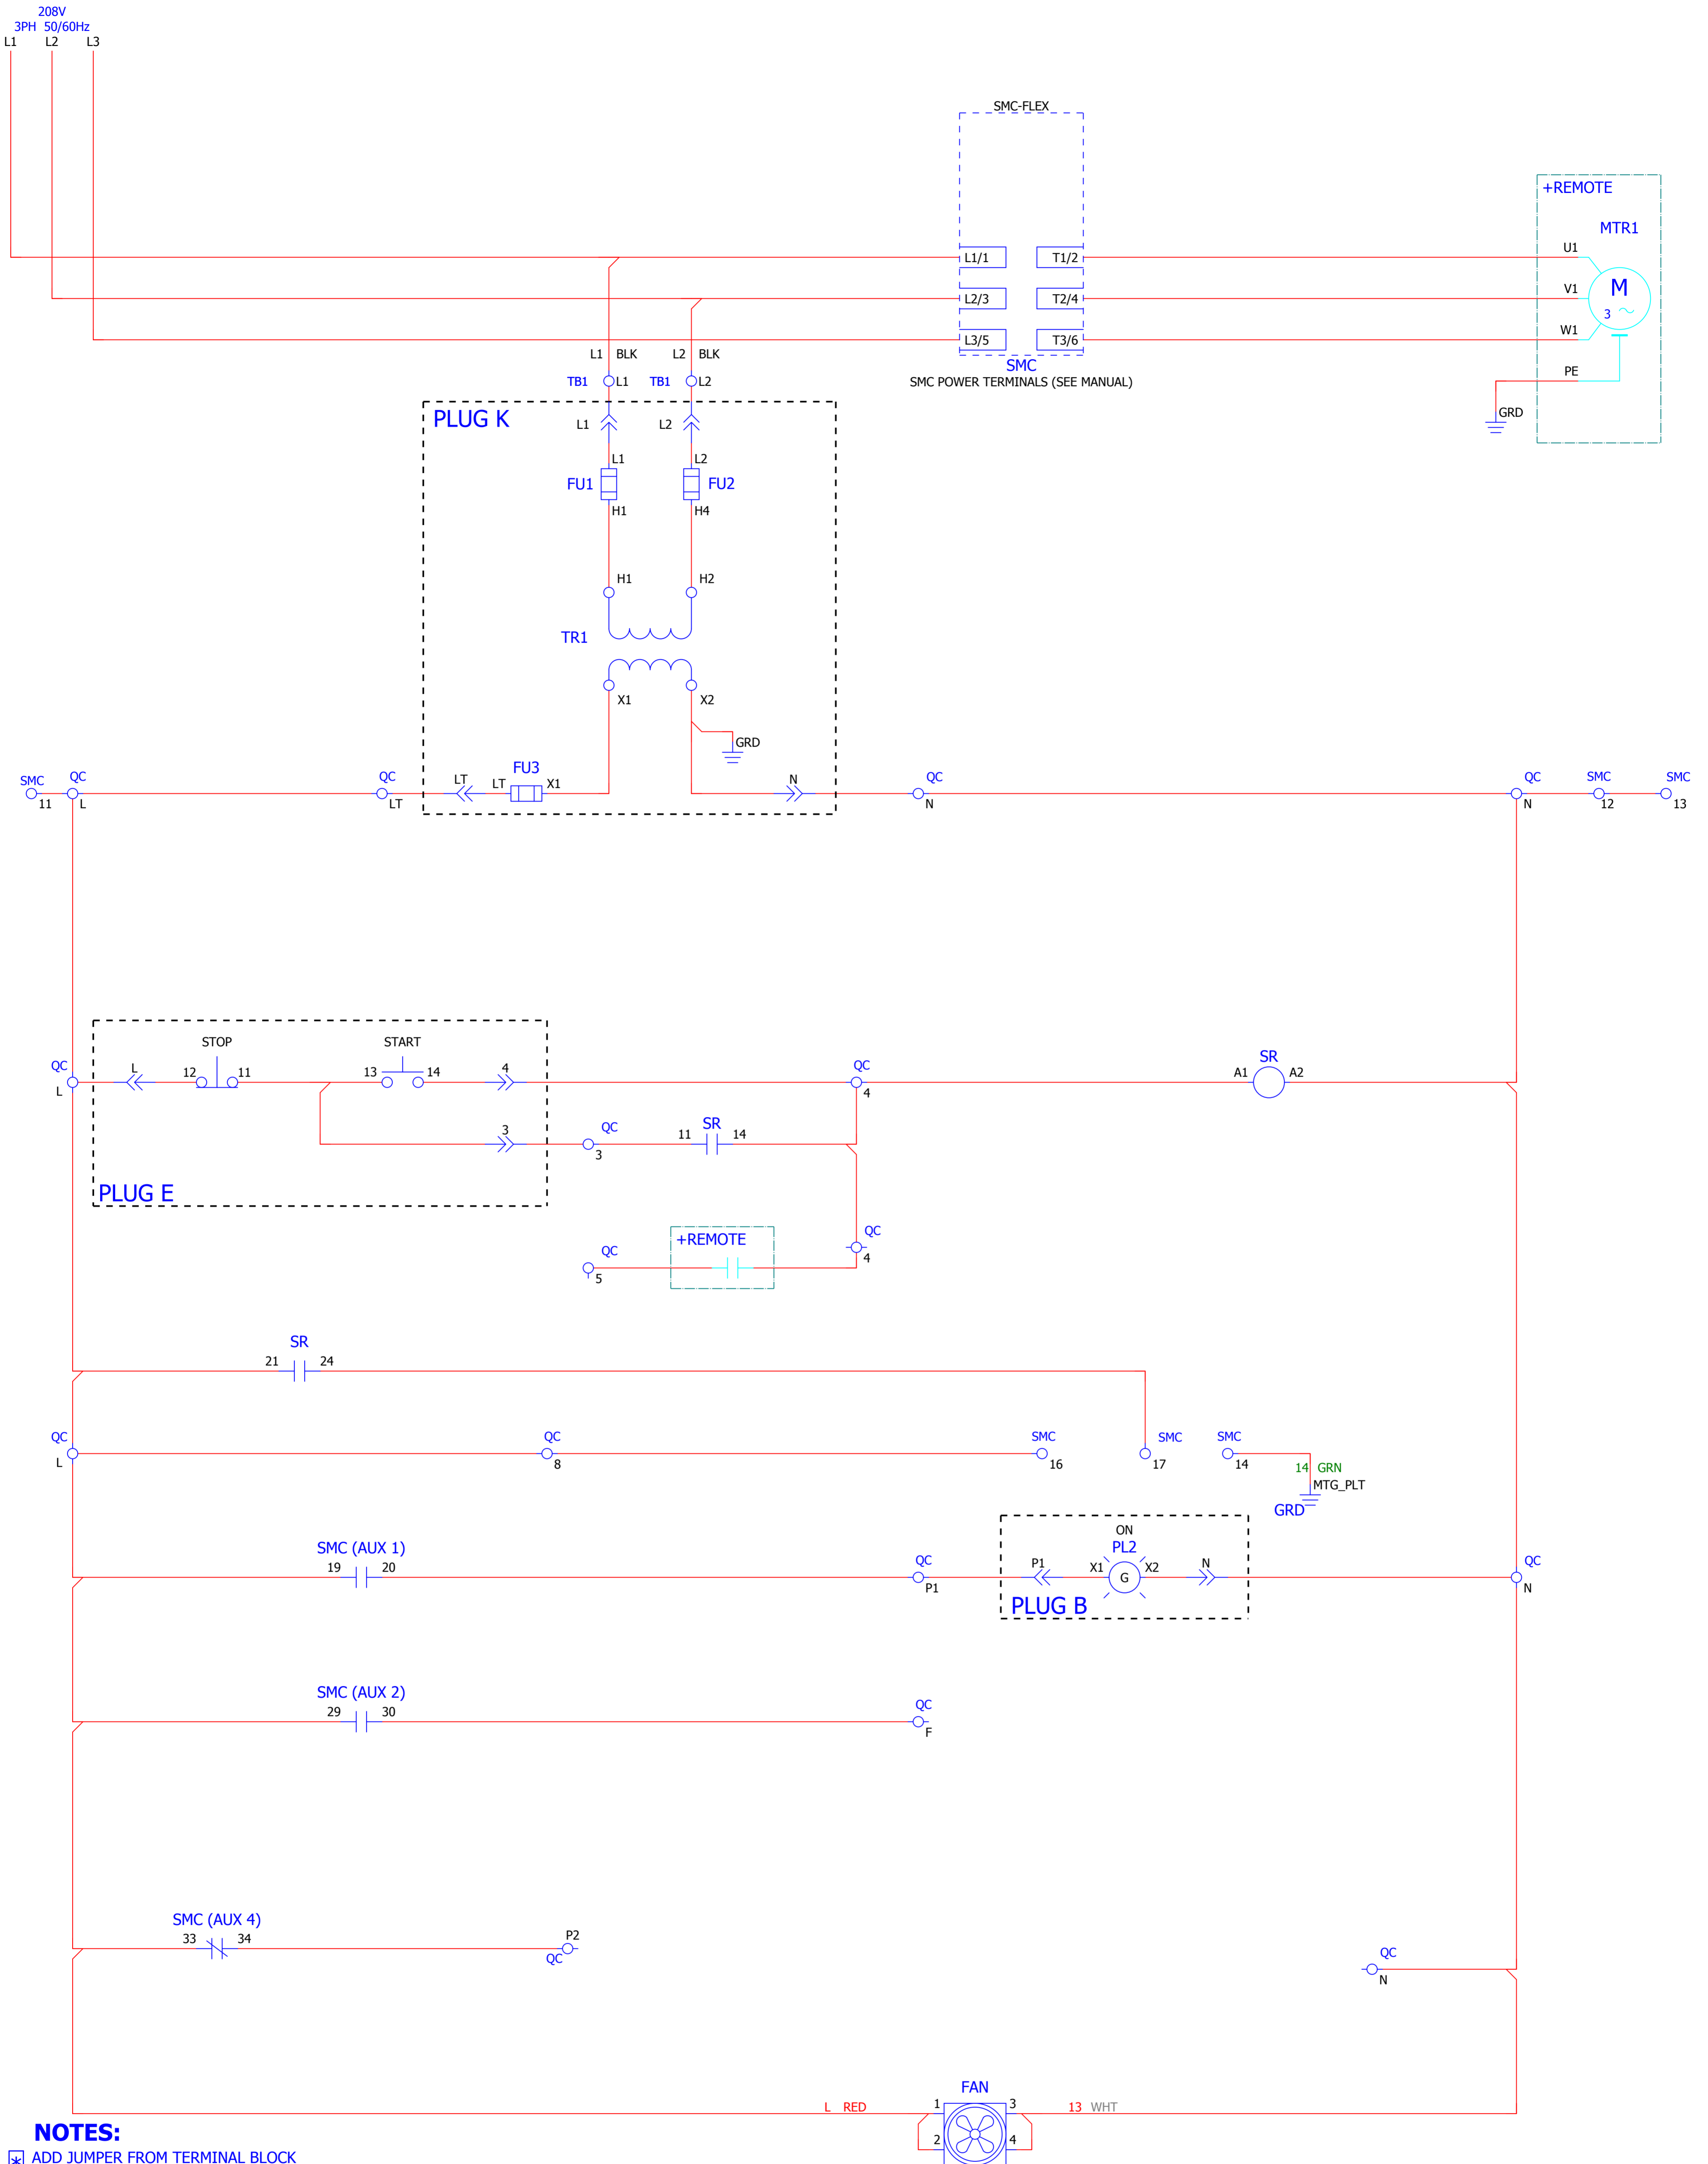 208V
3PH 50/60Hz
L1 L2 L3
SMC-FLEX
+REMOTE
MTR1
L1/1 T1/2 U1
L2/3 T2/4 V1
M
3
L3/5 T3/6 W1
L1 BLK L2 BLK
SMC
PE
TB1 L1 TB1 L2
SMC POWER TERMINALS (SEE MANUAL)
PLUG K
L1 L2
GRD
L1 L2
FU1 FU2
H1 H4
H1 H2
TR1
X1 X2
GRD
SMC QC QC LT LT FU3 X1 N QC QC SMC SMC
11 L LT N N 12 13
STOP START
QC L 12 11 13 14 4 QC A1 SR A2
L 4
3 QC 11 SR 14
3
PLUG E
QC +REMOTE QC
5 4
SR
21 24
QC QC SMC SMC SMC
L 8 16 17 14
14 GRN
MTG_PLT
GRD
ON
SMC (AUX 1) PL2
19 20 QC P1 X1 G X2 N QC
P1 N
PLUG B
SMC (AUX 2)
29 30 QC
F
SMC (AUX 4)
33 34 P2
QC
QC
N
FAN
L RED 1 3 13 WHT
2 4
NOTES:
* ADD JUMPER FROM TERMINAL BLOCK